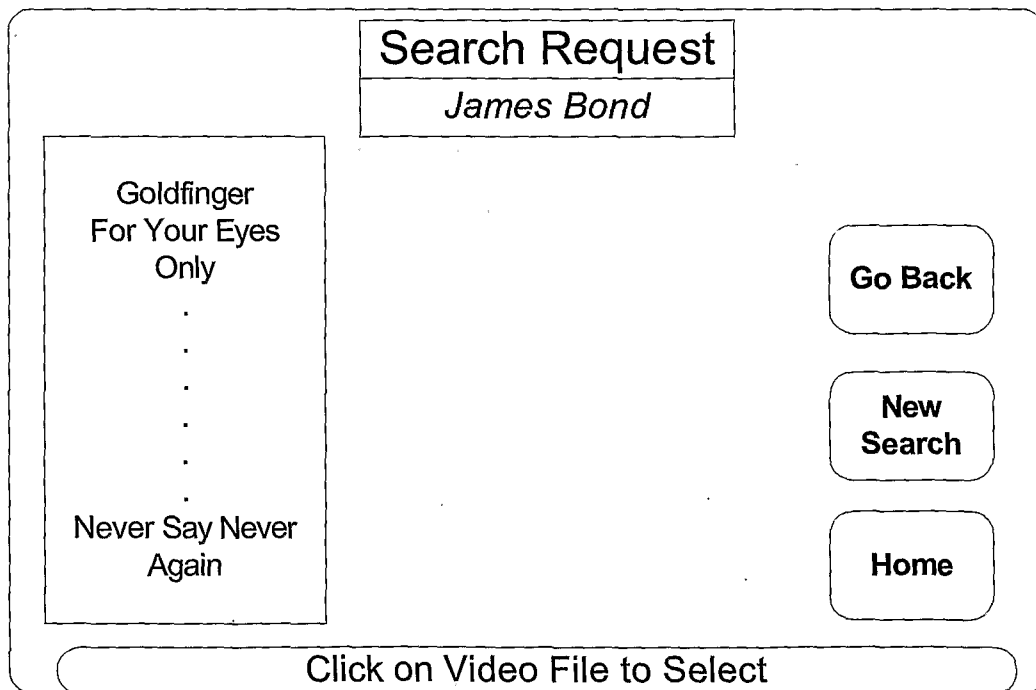 Search Request
James Bond
Goldfinger
For Your Eyes
Only
.
.
.
.
.
.
Never Say Never
Again
Go Back
New
Search
Home
Click on Video File to Select